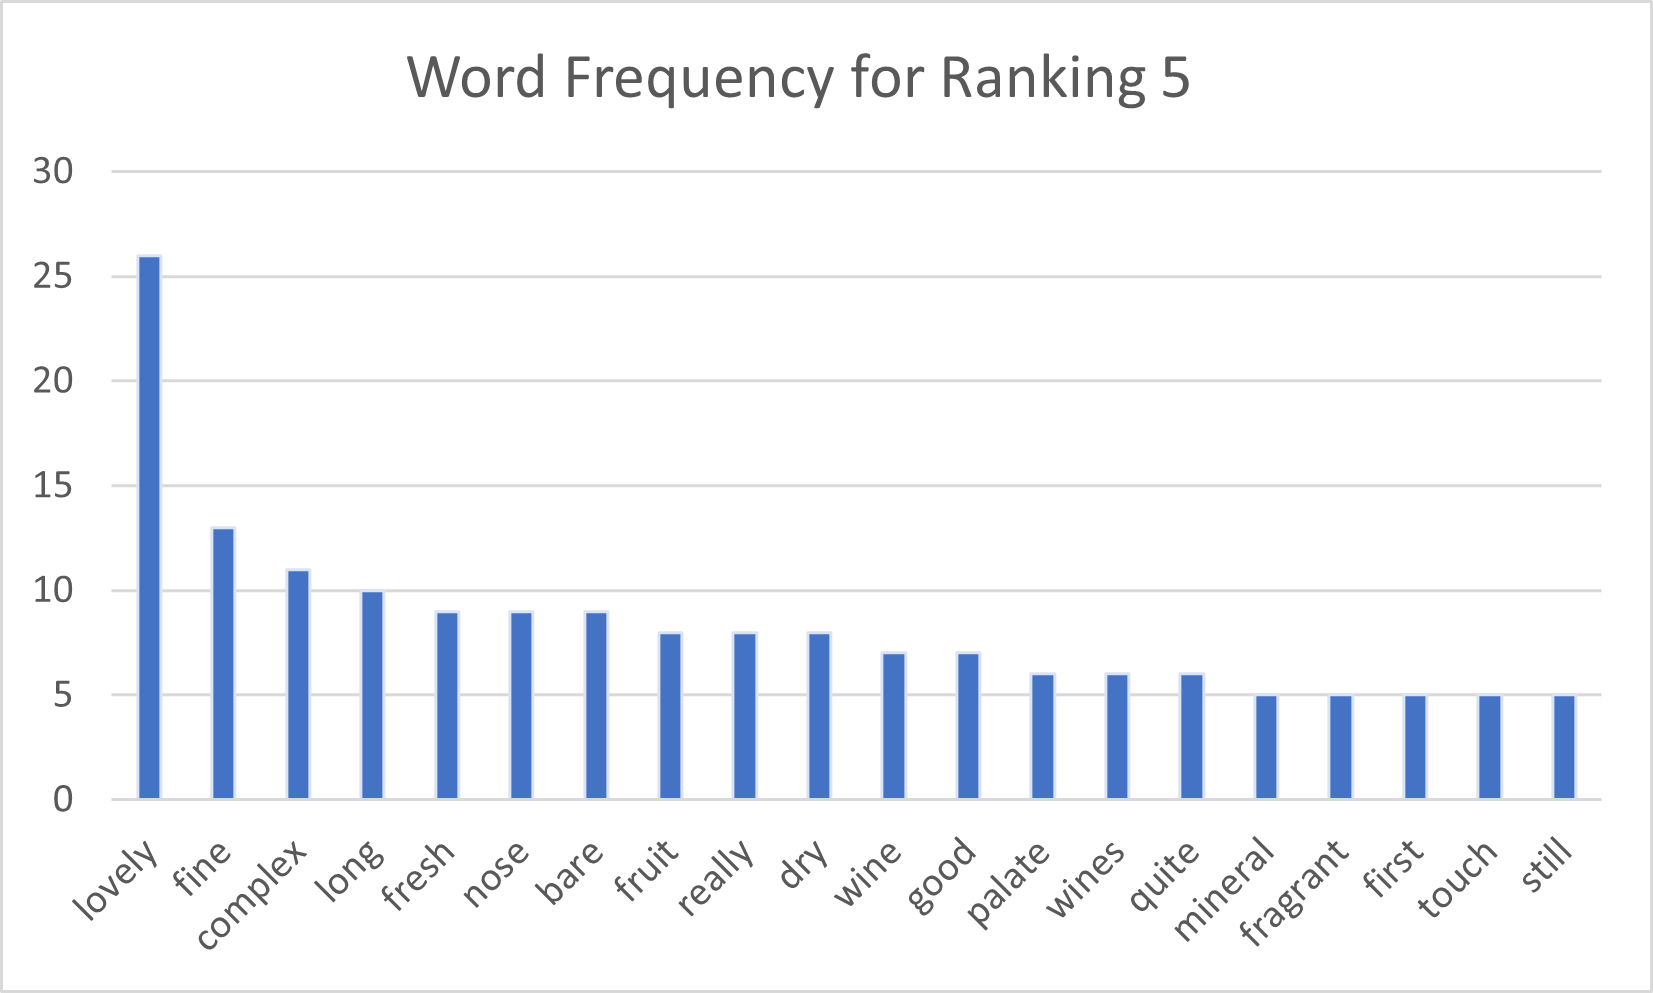 Word Frequency for Ranking 5
30
25
20
15
10
5
0
lovely
fine
complex
long
fresh
nose
bare
fruit
really
dry
wine
good
palate
wines
quite
mineral
fragrant
first
touch
still